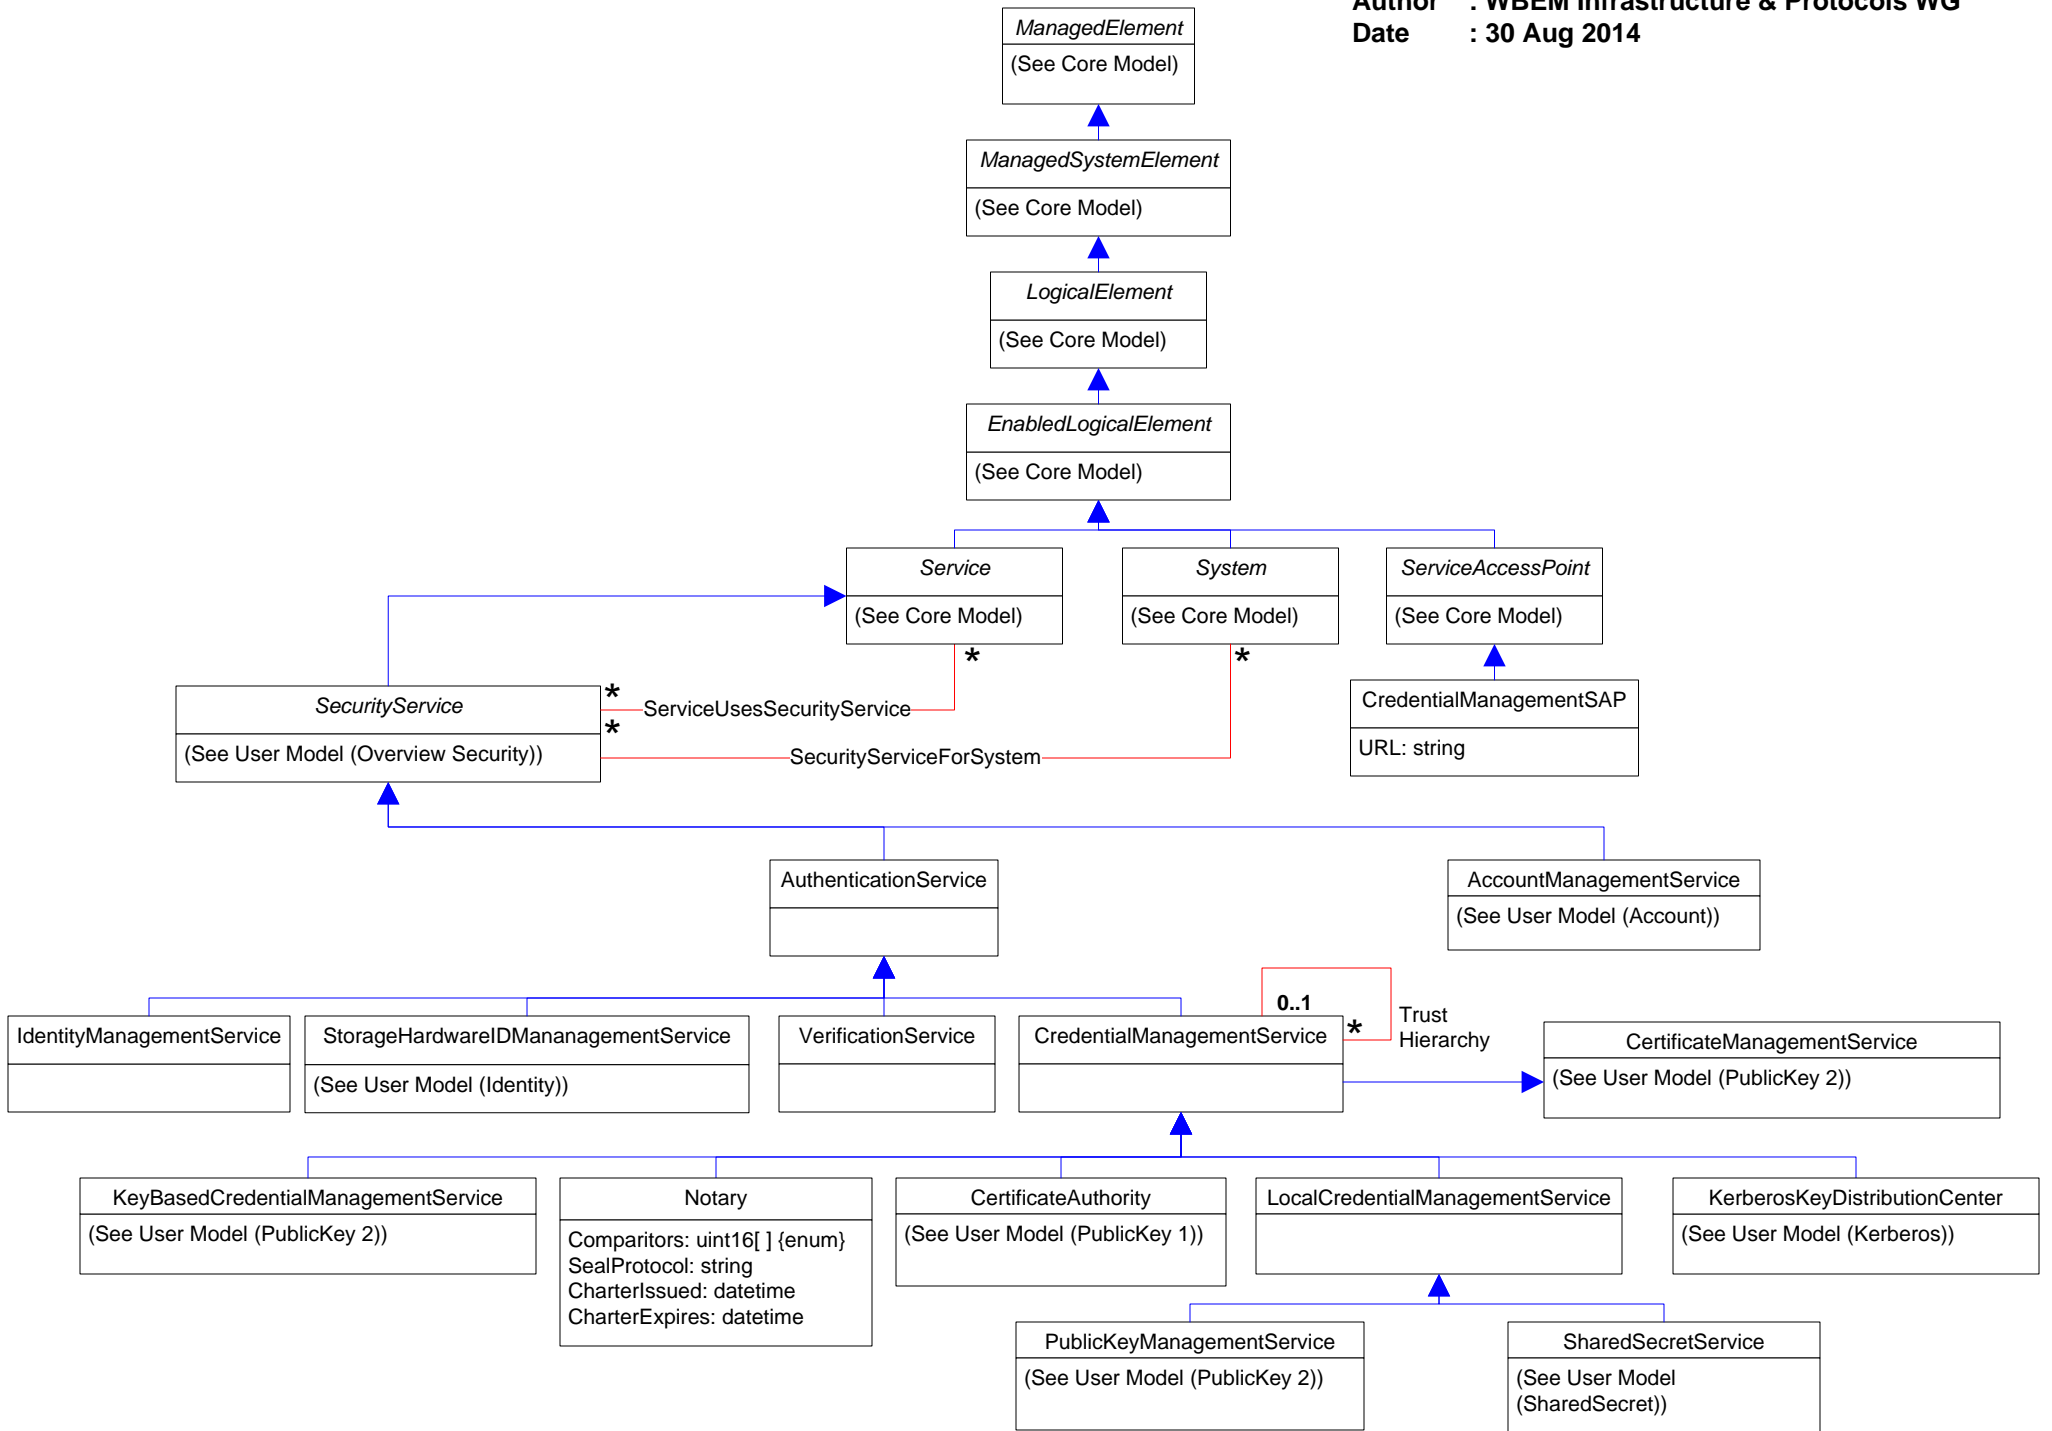 Author : WBEM Infrastructure & Protocols WG
Date : 30 Aug 2014
ManagedElement
(See Core Model)
ManagedSystemElement
(See Core Model)
LogicalElement
(See Core Model)
EnabledLogicalElement
(See Core Model)
Service
(See Core Model)
System
(See Core Model)
ServiceAccessPoint
(See Core Model)
*
*
SecurityService
(See User Model (Overview Security))
*
ServiceUsesSecurityService
*
SecurityServiceForSystem
CredentialManagementSAP
URL: string
AuthenticationService
AccountManagementService
(See User Model (Account))
IdentityManagementService
StorageHardwareIDMananagementService
(See User Model (Identity))
VerificationService
CredentialManagementService
0..1
*
Trust
Hierarchy
CertificateManagementService
(See User Model (PublicKey 2))
KeyBasedCredentialManagementService
(See User Model (PublicKey 2))
Notary
Comparitors: uint16[ ] {enum}
SealProtocol: string
CharterIssued: datetime
CharterExpires: datetime
CertificateAuthority
(See User Model (PublicKey 1))
LocalCredentialManagementService
KerberosKeyDistributionCenter
(See User Model (Kerberos))
PublicKeyManagementService
(See User Model (PublicKey 2))
SharedSecretService
(See User Model
(SharedSecret))